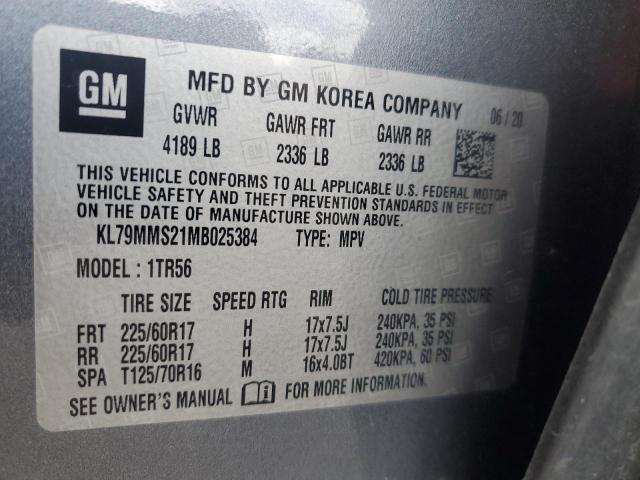 GM
MFD BY GM KOREA COMPANY 06 / 20
GVWR GAWR FRT GAWR RR
4189 LB 2336 LB 2336 LB
THIS VEHICLE CONFORMS TO ALL APPLICABLE U.S. FEDERAL MOTOR
VEHICLE SAFETY AND THEFT PREVENTION STANDARDS IN EFFECT
ON THE DATE OF MANUFACTURE SHOWN ABOVE.
KL79MMS21MB025384 TYPE: MPV
MODEL : 1TR56
TIRE SIZE SPEED RTG RIM COLD TIRE PRESSURE
FRT 225/60R17 H 17x7.5J 240KPA, 35 PSI
RR 225/60R17 H 17x7.5J 240KPA, 35 PSI
SPA T125/70R16 M 16x4.0BT 420KPA, 60 PSI
SEE OWNER'S MANUAL FOR MORE INFORMATION.